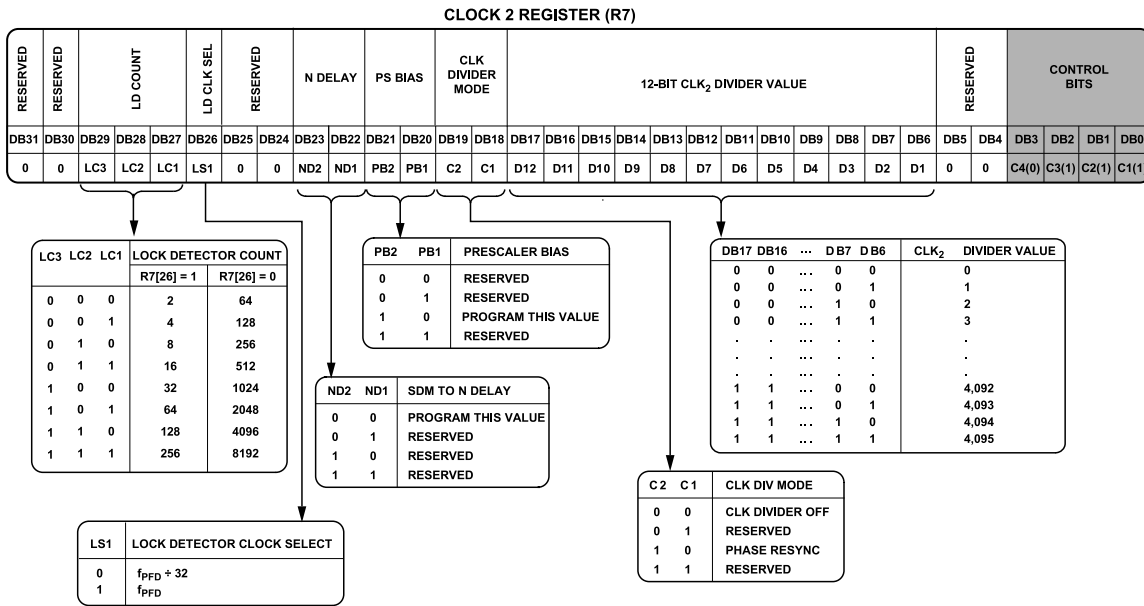 CLOCK 2 REGISTER (R7)
RESERVED RESERVED LD COUNT LD CLK SEL RESERVED N DELAY PS BIAS CLK DIVIDER MODE 12-BIT CLK₂ DIVIDER VALUE RESERVED CONTROL BITS
DB31 DB30 DB29 DB28 DB27 DB26 DB25 DB24 DB23 DB22 DB21 DB20 DB19 DB18 DB17 DB16 DB15 DB14 DB13 DB12 DB11 DB10 DB9 DB8 DB7 DB6 DB5 DB4 DB3 DB2 DB1 DB0
0 0 LC3 LC2 LC1 LS1 0 0 ND2 ND1 PB2 PB1 C2 C1 D12 D11 D10 D9 D8 D7 D6 D5 D4 D3 D2 D1 0 0 C4(0) C3(1) C2(1) C1(1
LC3 LC2 LC1 LOCK DETECTOR COUNT
R7[26] = 1 R7[26] = 0
0 0 0 2 64
0 0 1 4 128
0 1 0 8 256
0 1 1 16 512
1 0 0 32 1024
1 0 1 64 2048
1 1 0 128 4096
1 1 1 256 8192
PB2 PB1 PRESCALER BIAS
0 0 RESERVED
0 1 RESERVED
1 0 PROGRAM THIS VALUE
1 1 RESERVED
DB17 DB16 ... DB7 DB6 CLK₂ DIVIDER VALUE
0 0 ... 0 0 0
0 0 ... 0 1 1
0 0 ... 1 0 2
0 0 ... 1 1 3
. . ... . . .
. . ... . . .
. . ... . . .
1 1 ... 0 0 4,092
1 1 ... 0 1 4,093
1 1 ... 1 0 4,094
1 1 ... 1 1 4,095
ND2 ND1 SDM TO N DELAY
0 0 PROGRAM THIS VALUE
0 1 RESERVED
1 0 RESERVED
1 1 RESERVED
C2 C1 CLK DIV MODE
0 0 CLK DIVIDER OFF
0 1 RESERVED
1 0 PHASE RESYNC
1 1 RESERVED
LS1 LOCK DETECTOR CLOCK SELECT
0 fPFD ÷ 32
1 fPFD